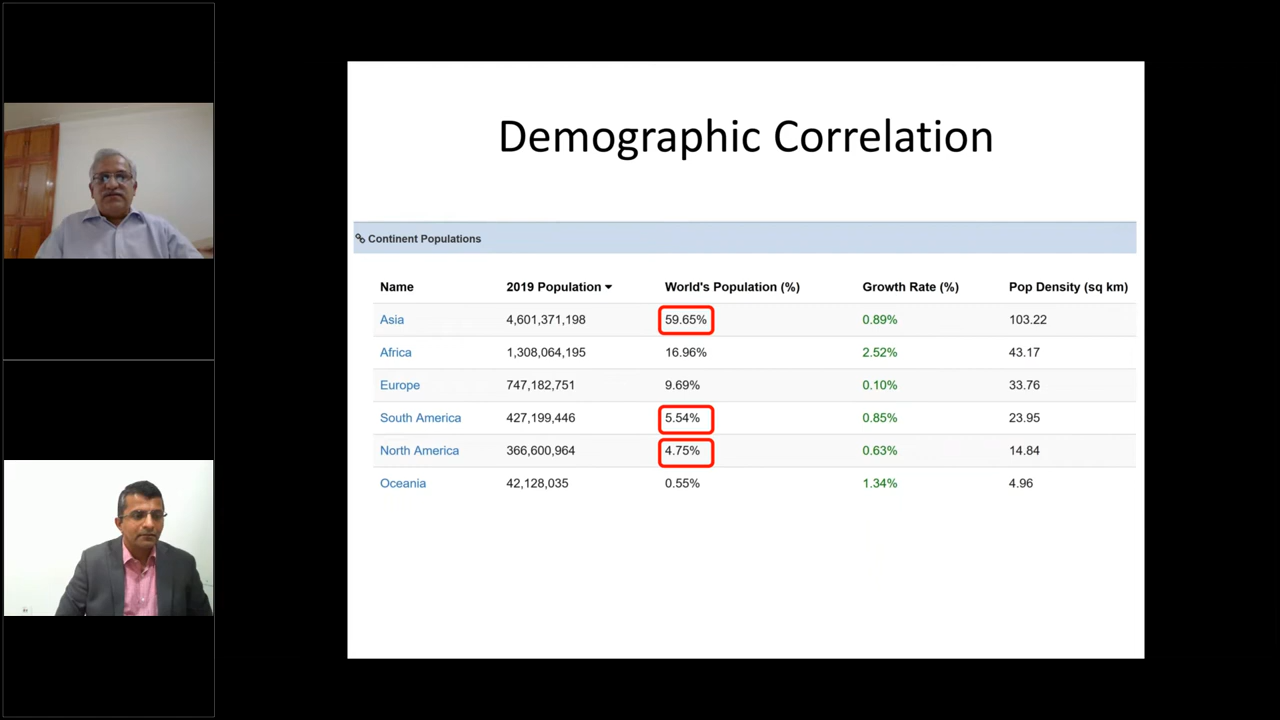 Demographic Correlation
Continent Populations
Name 2019 Population World's Population (%) Growth Rate (%) Pop Density (sq km)
Asia 4,601,371,198 59.65% 0.89% 103.22
Africa 1,308,064,195 16.96% 2.52% 43.17
Europe 747,182,751 9.69% 0.10% 33.76
South America 427,199,446 5.54% 0.85% 23.95
North America 366,600,964 4.75% 0.63% 14.84
Oceania 42,128,035 0.55% 1.34% 4.96